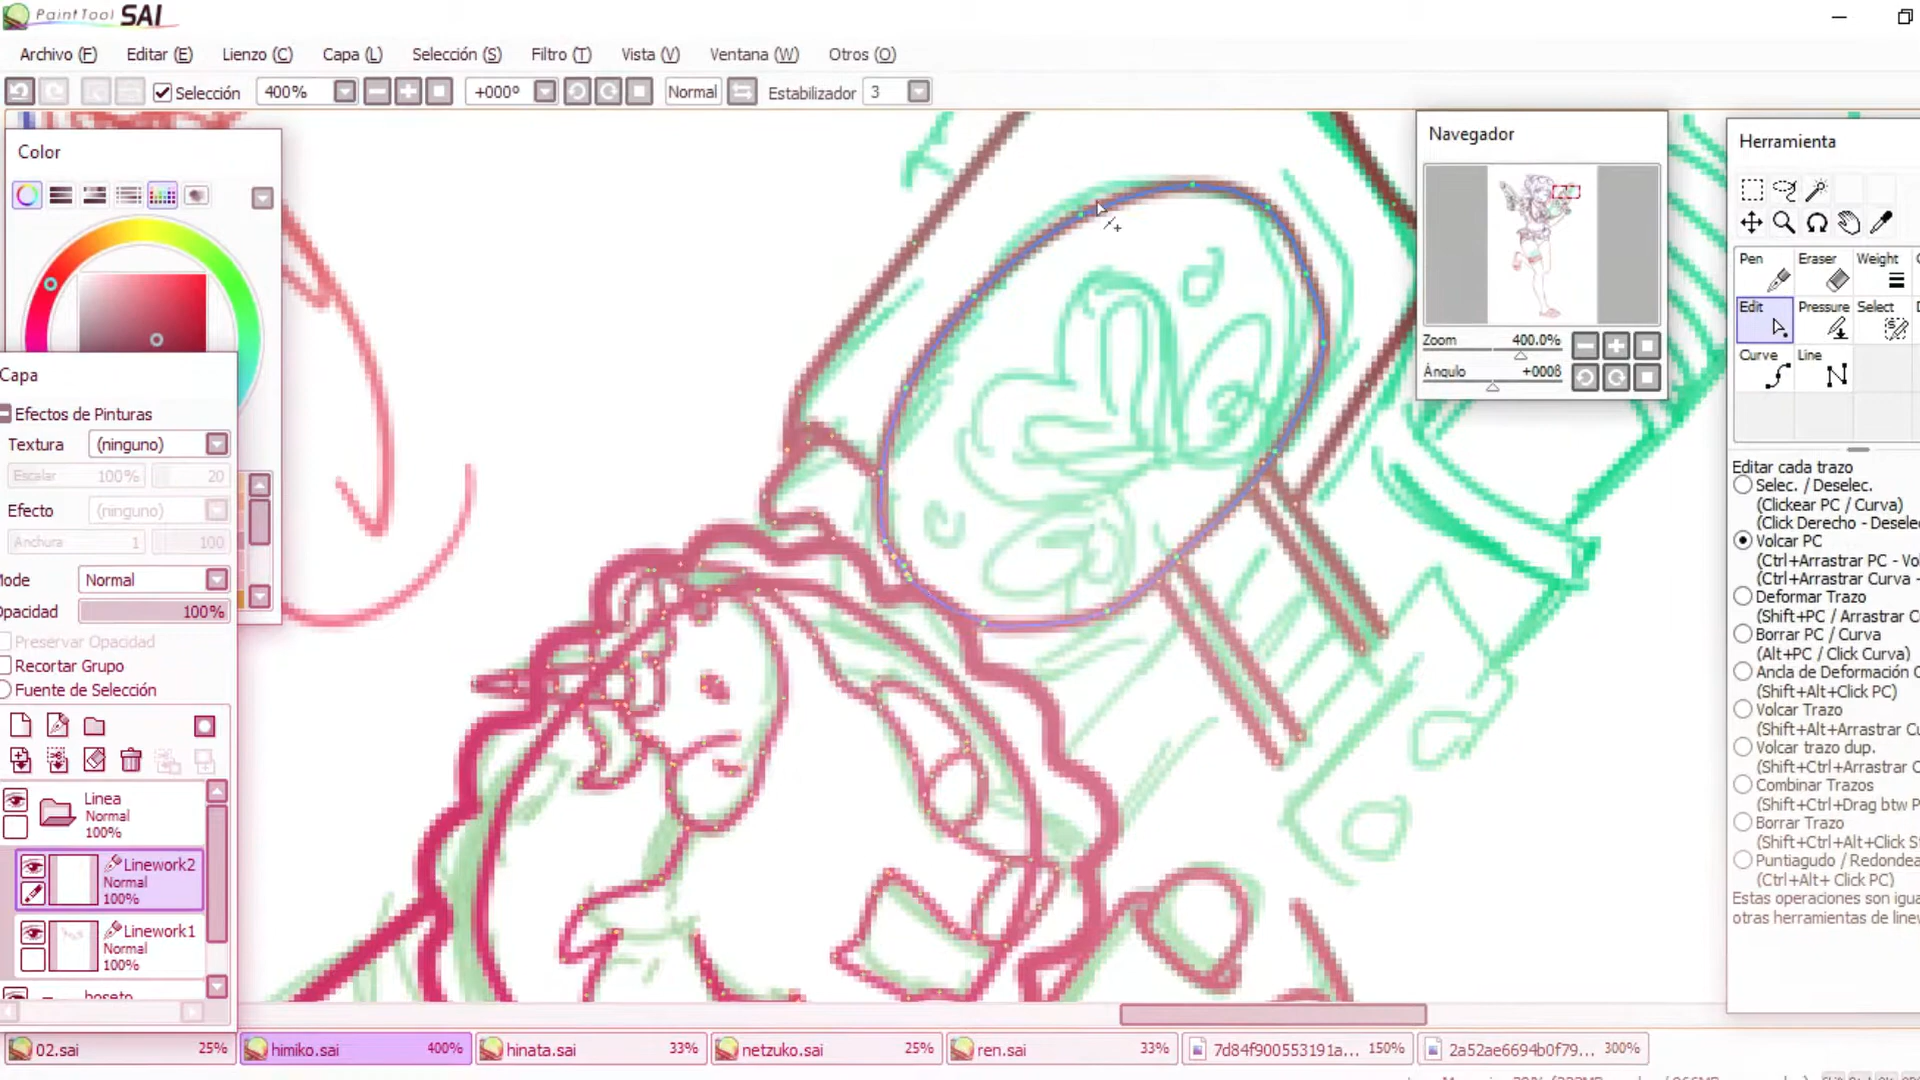 PaintTool SAI
Archivo (F) Editar (E) Lienzo (C) Capa (L) Selección (S) Filtro (T) Vista (V) Ventana (W) Otros (O)
Selección 400% +000º Normal Estabilizador 3
Color
Capa
Efectos de Pinturas
Textura (ninguno)
Escalar 100% 20
Efecto (ninguno)
Anchura 1 100
Mode Normal
Opacidad 100%
Preservar Opacidad
Recortar Grupo
Fuente de Selección
Linea
Normal
100%
Linework2
Normal
100%
Linework1
Normal
100%
boseto
Navegador
Zoom 400.0%
Ángulo +000ß
Herramienta
Pen Eraser Weight
Edit Pressure Select
Curve Line
Editar cada trazo
Selec. / Deselec.
(Clickear PC / Curva)
(Click Derecho - Desele
Volcar PC
(Ctrl+Arrastrar PC - Vo
(Ctrl+Arrastrar Curva -
Deformar Trazo
(Shift+PC / Arrastrar C
Borrar PC / Curva
(Alt+PC / Click Curva)
Ancla de Deformación C
(Shift+Alt+Click PC)
Volcar Trazo
(Shift+Alt+Arrastrar Cu
Volcar trazo dup.
(Shift+Ctrl+Arrastrar C
Combinar Trazos
(Shift+Ctrl+Drag btw P
Borrar Trazo
(Shift+Ctrl+Alt+Click S
Puntiagudo / Redondea
(Ctrl+Alt+ Click PC)
Estas operaciones son igua
otras herramientas de linew
02.sai 25% himiko.sai 400% hinata.sai 33% netzuko.sai 25% ren.sai 33% 7d84f900553191a... 150% 2a52ae6694b0f79... 300%